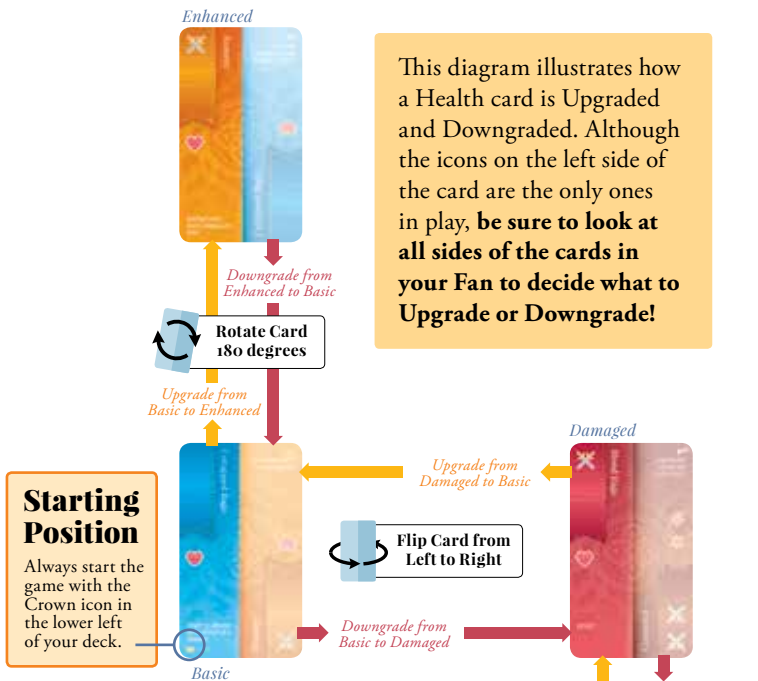 Enhanced
This diagram illustrates how
a Health card is Upgraded
and Downgraded. Although
the icons on the left side of
the card are the only ones
in play, be sure to look at
all sides of the cards in
your Fan to decide what to
Upgrade or Downgrade!
Downgrade from
Enhanced to Basic
Rotate Card
180 degrees
Upgrade from
Basic to Enhanced
Damaged
Upgrade from
Damaged to Basic
Starting
Position
Always start the
game with the
Crown icon in
the lower left
of your deck.
Flip Card from
Left to Right
Downgrade from
Basic to Damaged
Basic